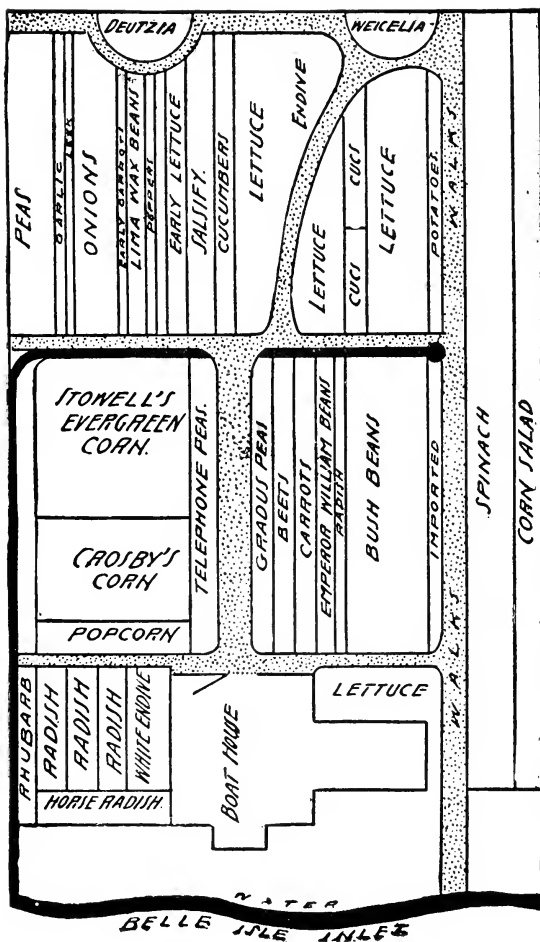 DEUTZIA
WEICELIA
PEAS
GARLIC
LEEK
ONIONS
EARLY CARROTS
LIMA WAX BEANS
PEPPERS
EARLY LETTUCE
SALSIFY.
CUCUMBERS
LETTUCE
ENDIVE
LETTUCE
CUCS
CUCS
LETTUCE
POTATOES.
WALKS
SPINACH
CORN SALAD
STOWELL'S
EVERGREEN
CORN.
CROSBY'S
CORN
POPCORN
TELEPHONE PEAS.
GRADUS PEAS
BEETS
CARROTS
EMPEROR WILLIAM BEANS
RADISH
BUSH BEANS
IMPORTED
WALKS
RHUBARB
RADISH
RADISH
RADISH
WHITE ENDIVE
HORSE RADISH.
BOAT HOUSE
LETTUCE
WATER
BELLE ISLE INLET